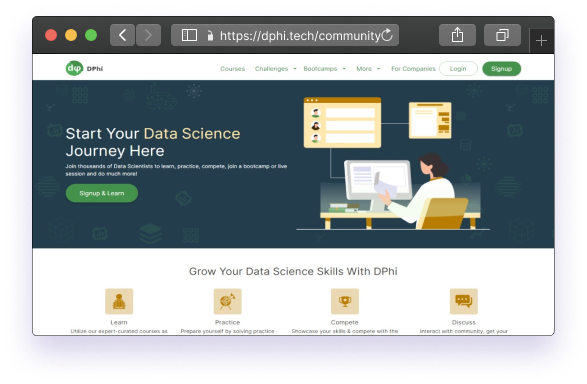 https://dphi.tech/community
dφ DPhi Courses Challenges Bootcamps More For Companies Login Signup
Start Your Data Science
Journey Here
Join thousands of Data Scientists to learn, practice, compete, join a bootcamp or live
session and do much more!
Signup & Learn
Grow Your Data Science Skills With DPhi
Learn Practice Compete Discuss
Utilize our expert-curated courses as Prepare yourself by solving practice Showcase your skills & compete with the Interact with community, get your